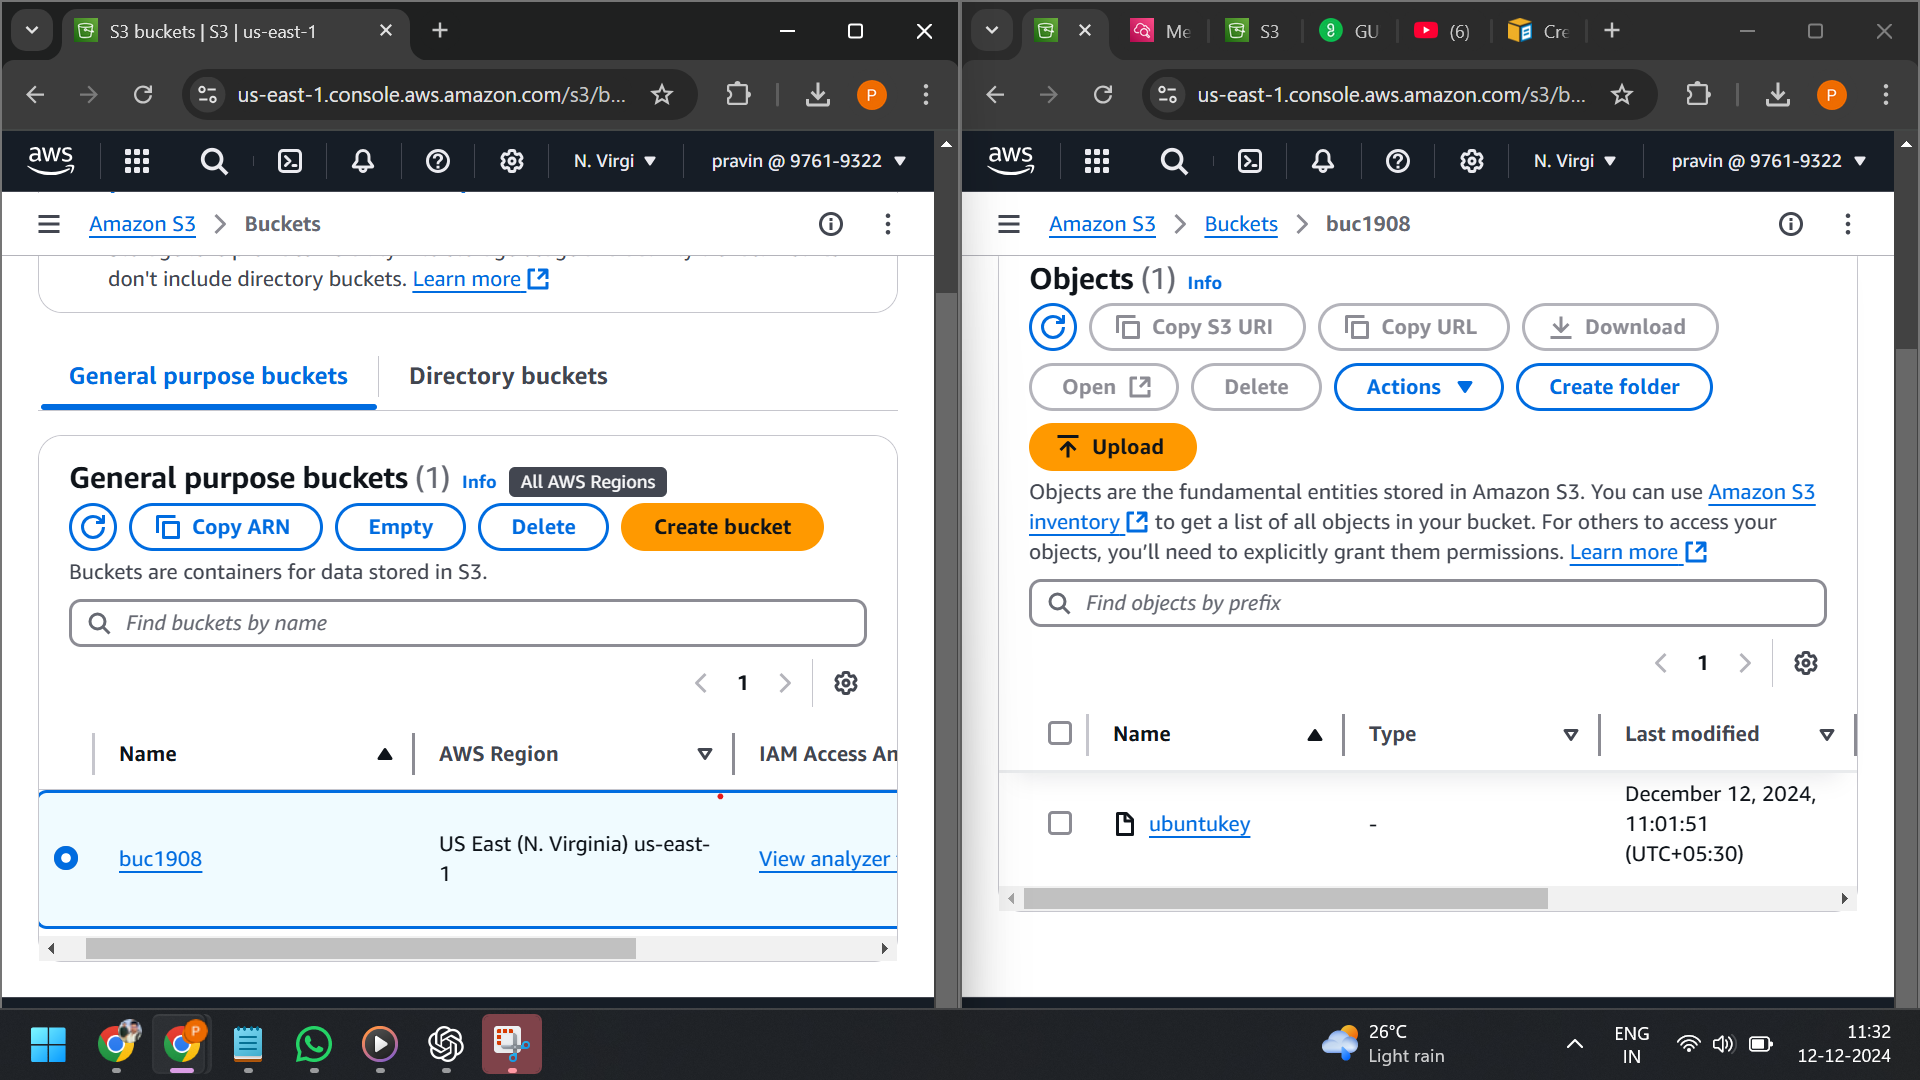 S3 buckets | S3 | us-east-1
us-east-1.console.aws.amazon.com/s3/b...
P
aws
N. Virgi
pravin @ 9761-9322
Amazon S3
Buckets
don't include directory buckets. Learn more
General purpose buckets
Directory buckets
General purpose buckets (1) Info All AWS Regions
Copy ARN
Empty
Delete
Create bucket
Buckets are containers for data stored in S3.
Find buckets by name
1
Name
AWS Region
IAM Access An
buc1908
US East (N. Virginia) us-east-
1
View analyzer
Me
S3
GU
(6)
Cre
us-east-1.console.aws.amazon.com/s3/b...
P
aws
N. Virgi
pravin @ 9761-9322
Amazon S3
Buckets
buc1908
Objects (1) Info
Copy S3 URI
Copy URL
Download
Open
Delete
Actions
Create folder
Upload
Objects are the fundamental entities stored in Amazon S3. You can use Amazon S3
inventory to get a list of all objects in your bucket. For others to access your
objects, you’ll need to explicitly grant them permissions. Learn more
Find objects by prefix
1
Name
Type
Last modified
ubuntukey
-
December 12, 2024,
11:01:51
(UTC+05:30)
P
26°C
Light rain
ENG
IN
11:32
12-12-2024